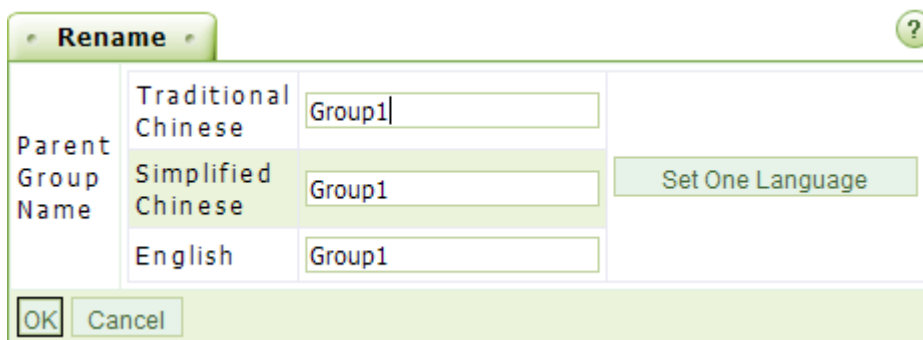 Rename
?
Parent
Group
Name
Traditional
Chinese
Group1
Simplified
Chinese
Group1
English
Group1
Set One Language
OK Cancel